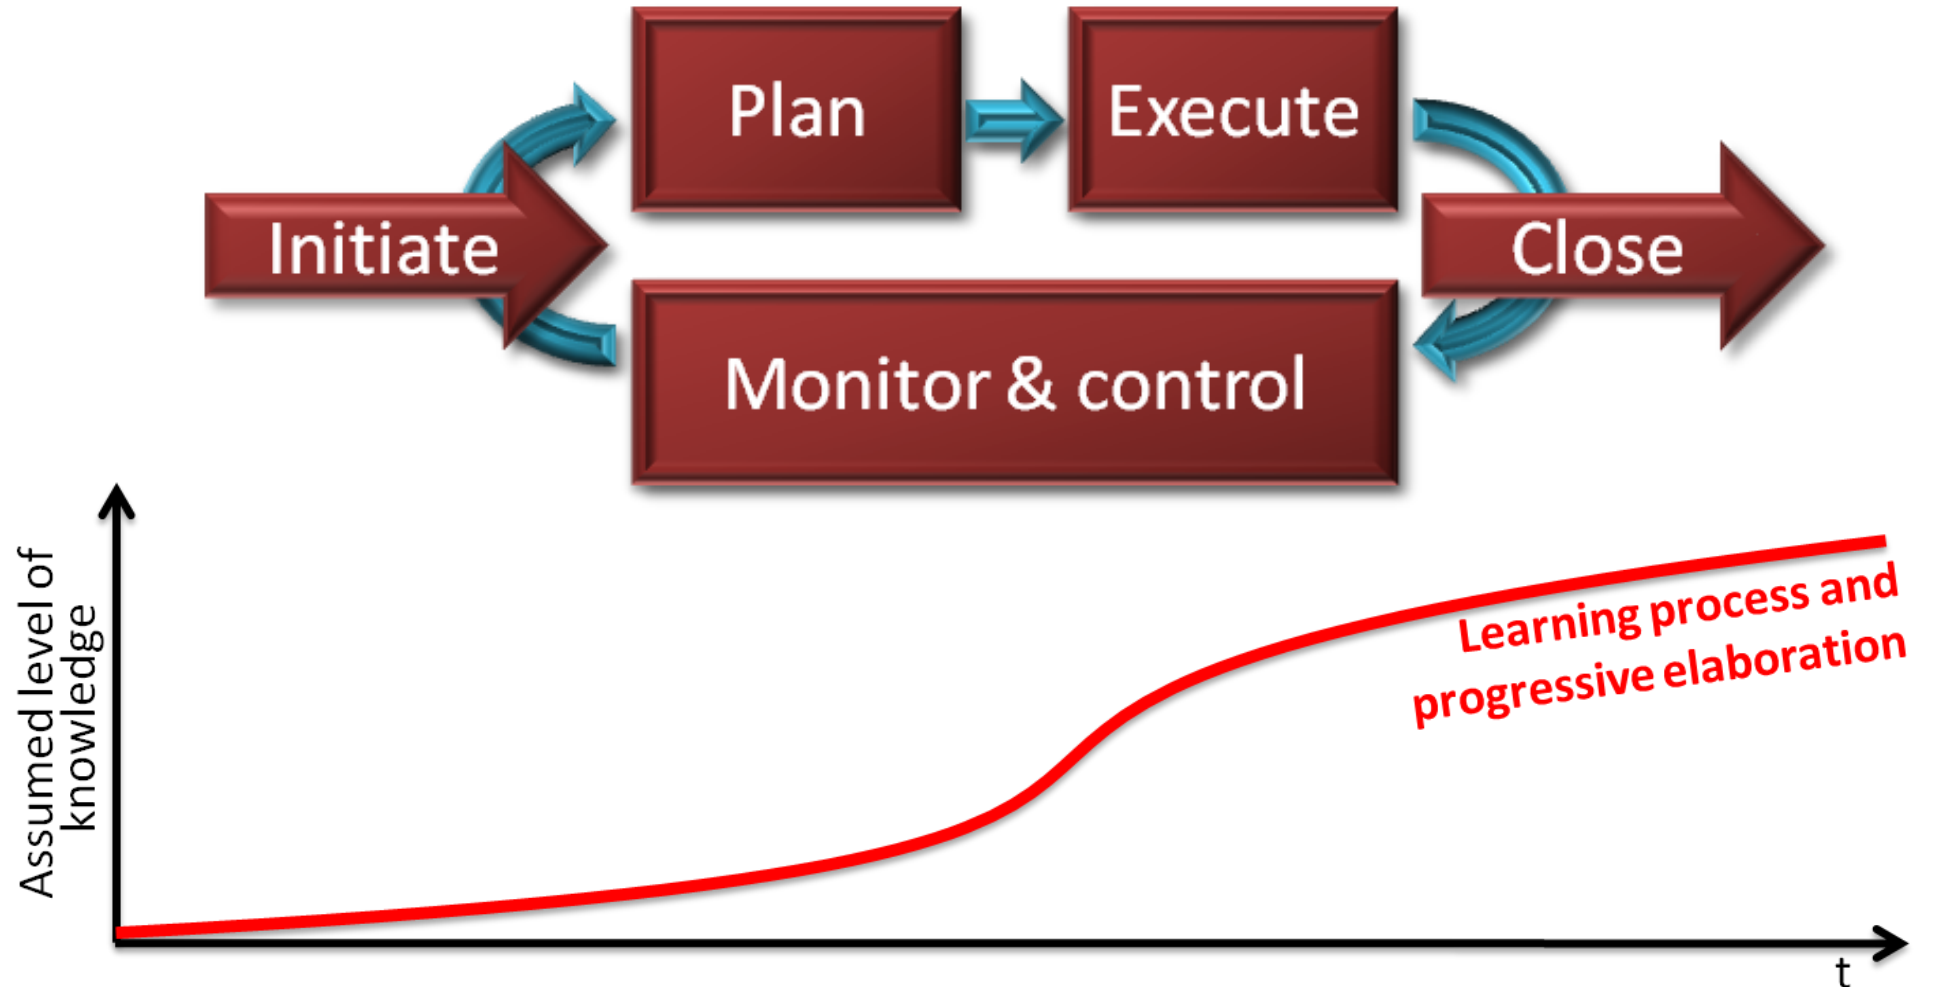 Plan
Execute
Initiate
Close
Monitor & control
Assumed level of
knowledge
Learning process and
progressive elaboration
t